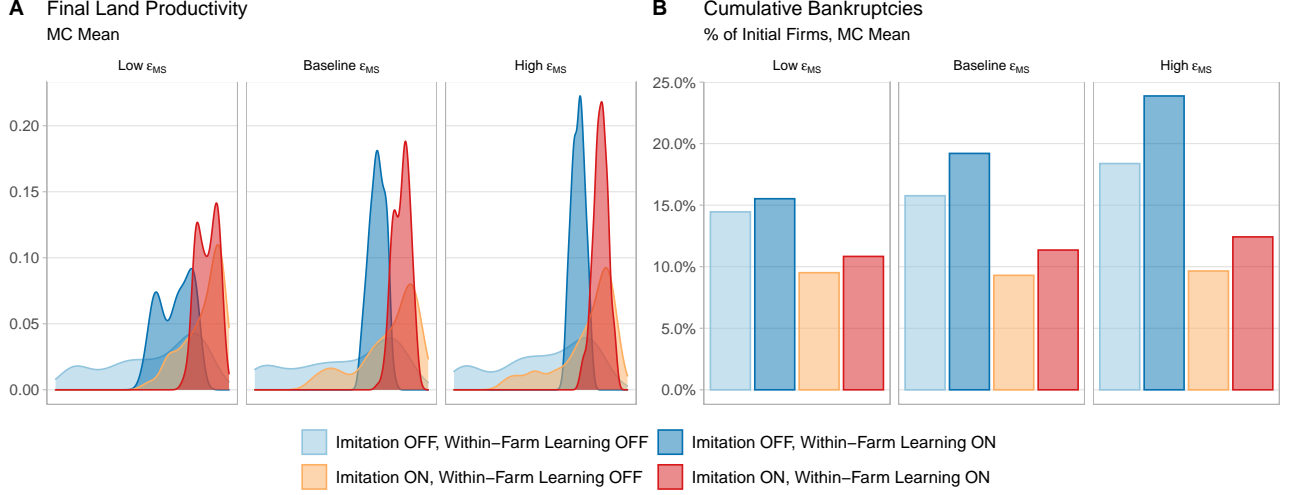 A Final Land Productivity
MC Mean
Low εMS Baseline εMS High εMS
0.20
0.15
0.10
0.05
0.00
B Cumulative Bankruptcies
% of Initial Firms, MC Mean
Low εMS Baseline εMS High εMS
25.0%
20.0%
15.0%
10.0%
5.0%
0.0%
Imitation OFF, Within−Farm Learning OFF Imitation OFF, Within−Farm Learning ON
Imitation ON, Within−Farm Learning OFF Imitation ON, Within−Farm Learning ON